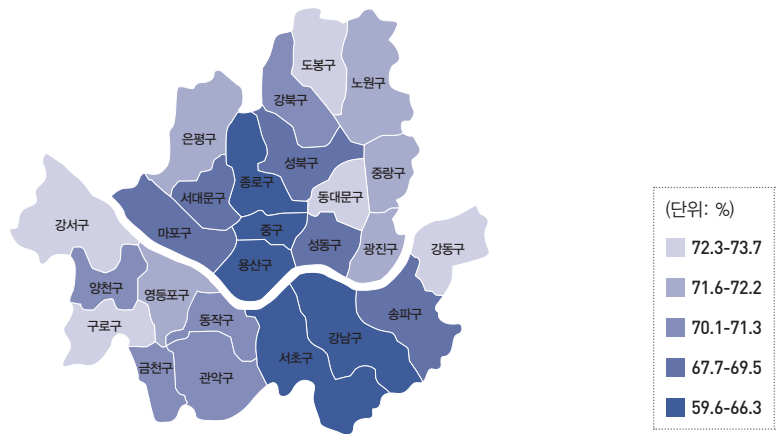 도봉구
노원구
강북구
은평구
성북구
중랑구
종로구
서대문구
동대문구
강서구
마포구
중구
성동구
광진구
강동구
용산구
양천구
영등포구
송파구
구로구
동작구
강남구
서초구
금천구
관악구
(단위: %)
72.3-73.7
71.6-72.2
70.1-71.3
67.7-69.5
59.6-66.3